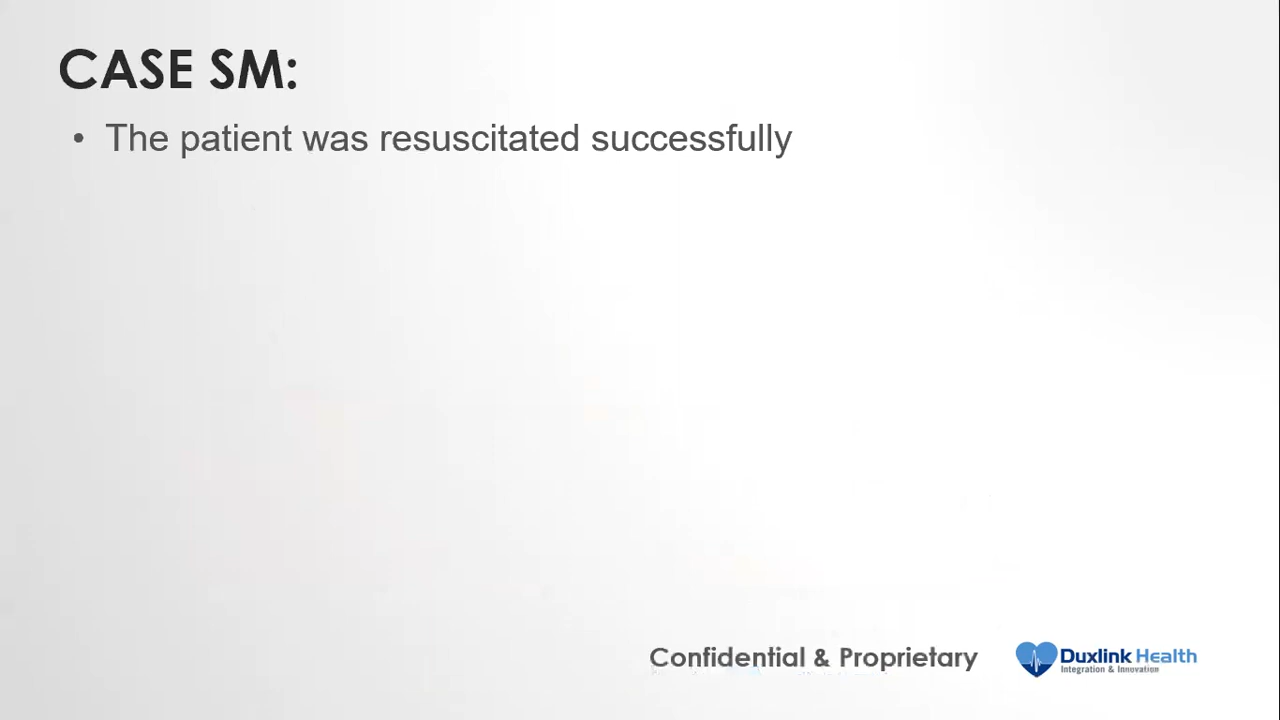 CASE SM:
• The patient was resuscitated successfully
Confidential & Proprietary
Duxlink Health
Integration & Innovation